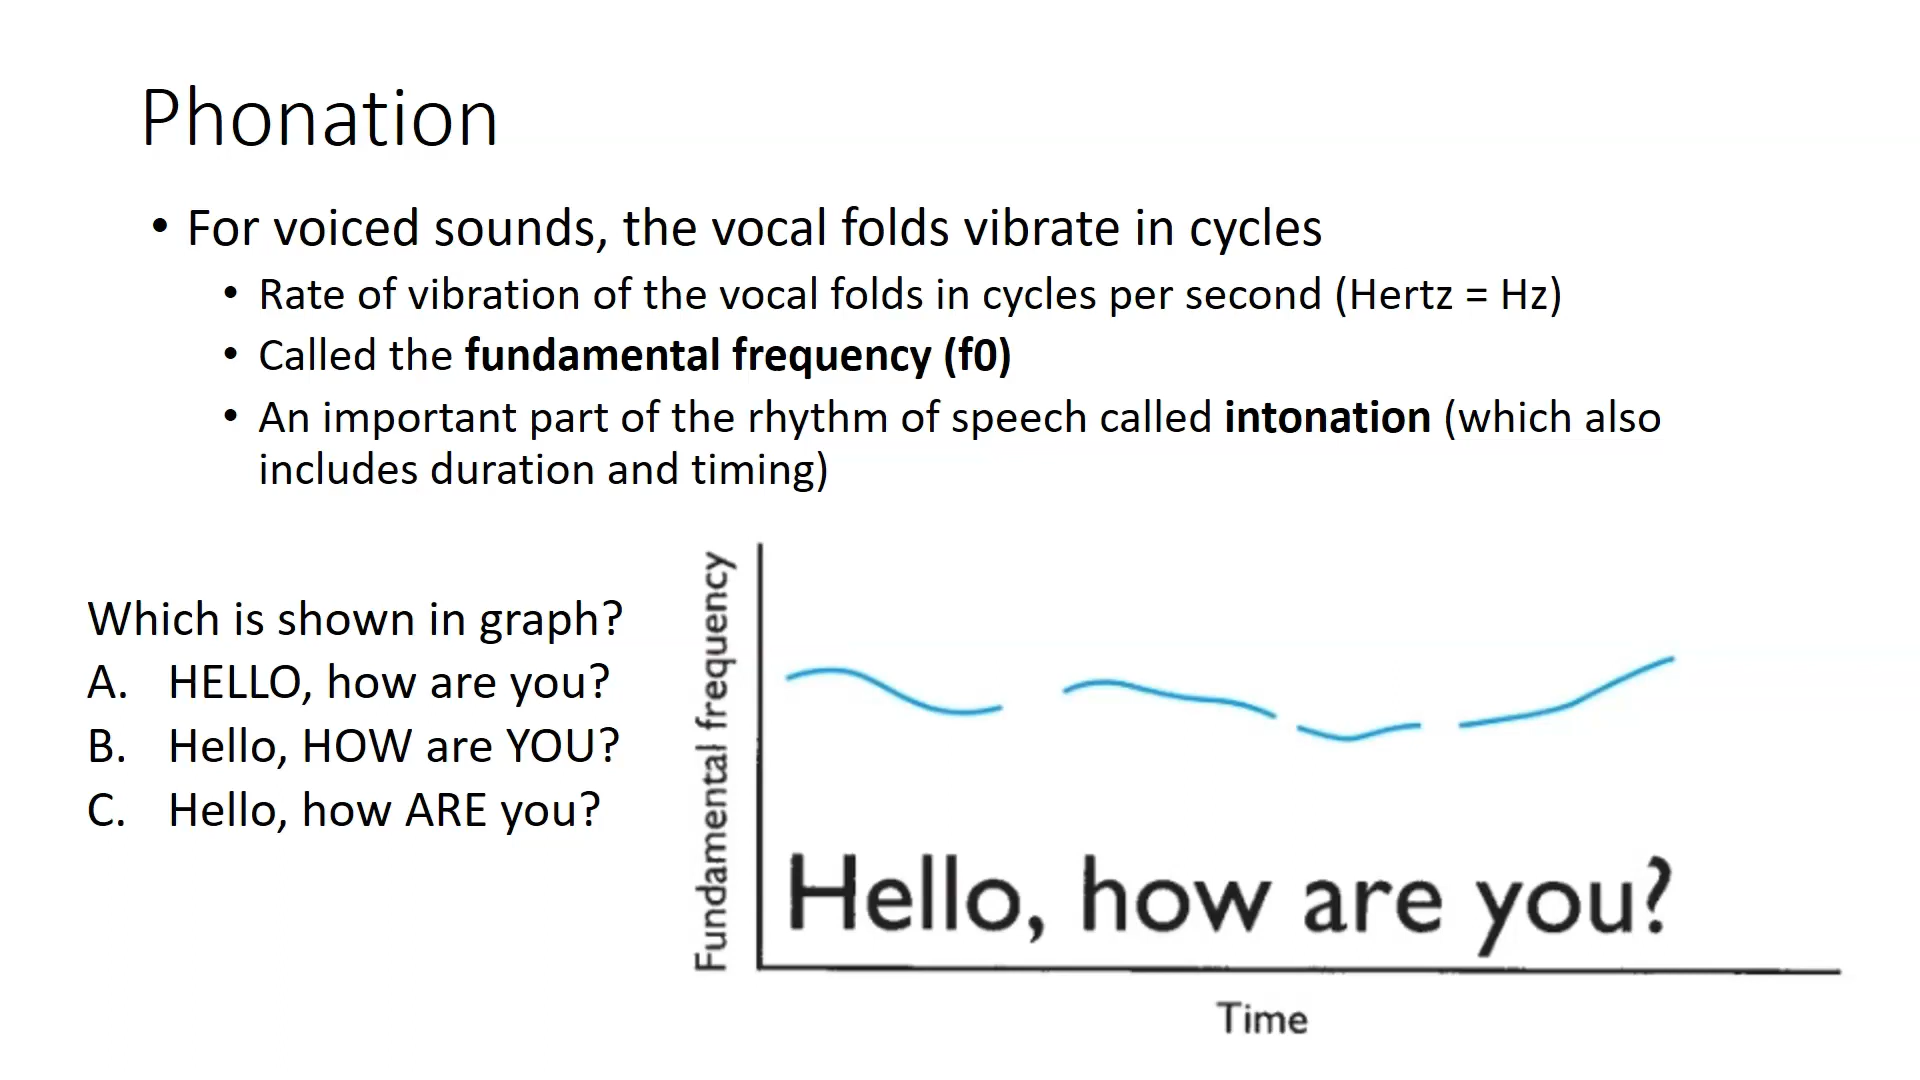 Phonation
• For voiced sounds, the vocal folds vibrate in cycles
• Rate of vibration of the vocal folds in cycles per second (Hertz = Hz)
• Called the fundamental frequency (f0)
• An important part of the rhythm of speech called intonation (which also
includes duration and timing)
Which is shown in graph?
A. HELLO, how are you?
B. Hello, HOW are YOU?
C. Hello, how ARE you?
Fundamental frequency
Hello, how are you?
Time